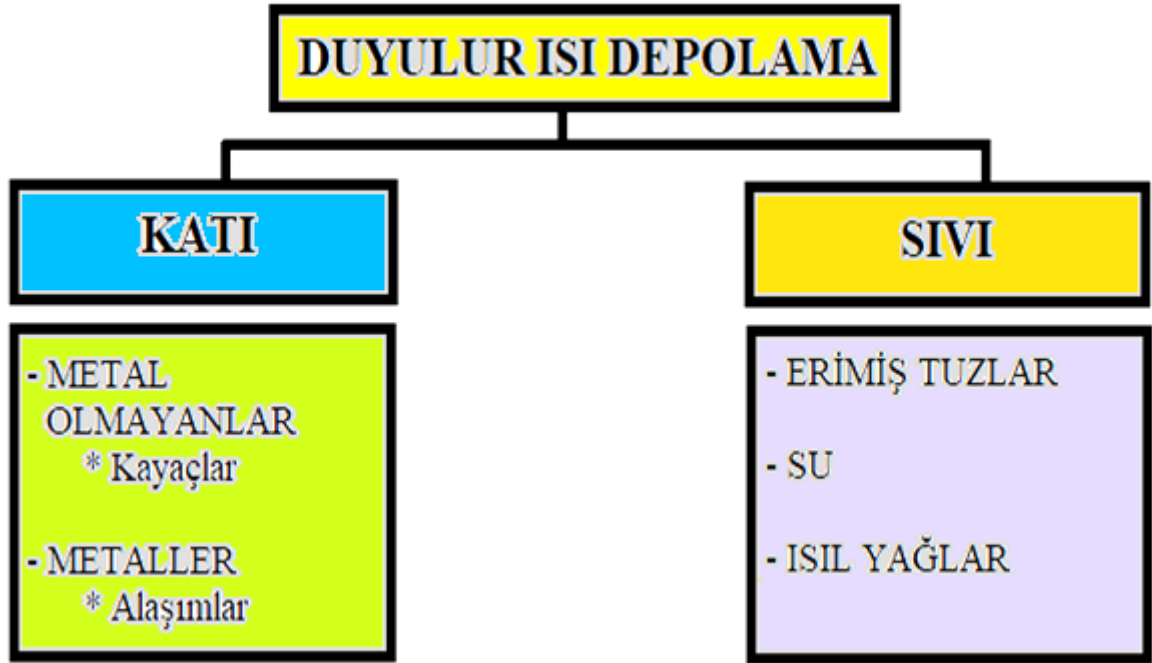 DUYULUR ISI DEPOLAMA
KATI
- METAL
OLMAYANLAR
* Kayaçlar
- METALLER
* Alaşımlar
SIVI
- ERİMİŞ TUZLAR
- SU
- ISIL YAĞLAR